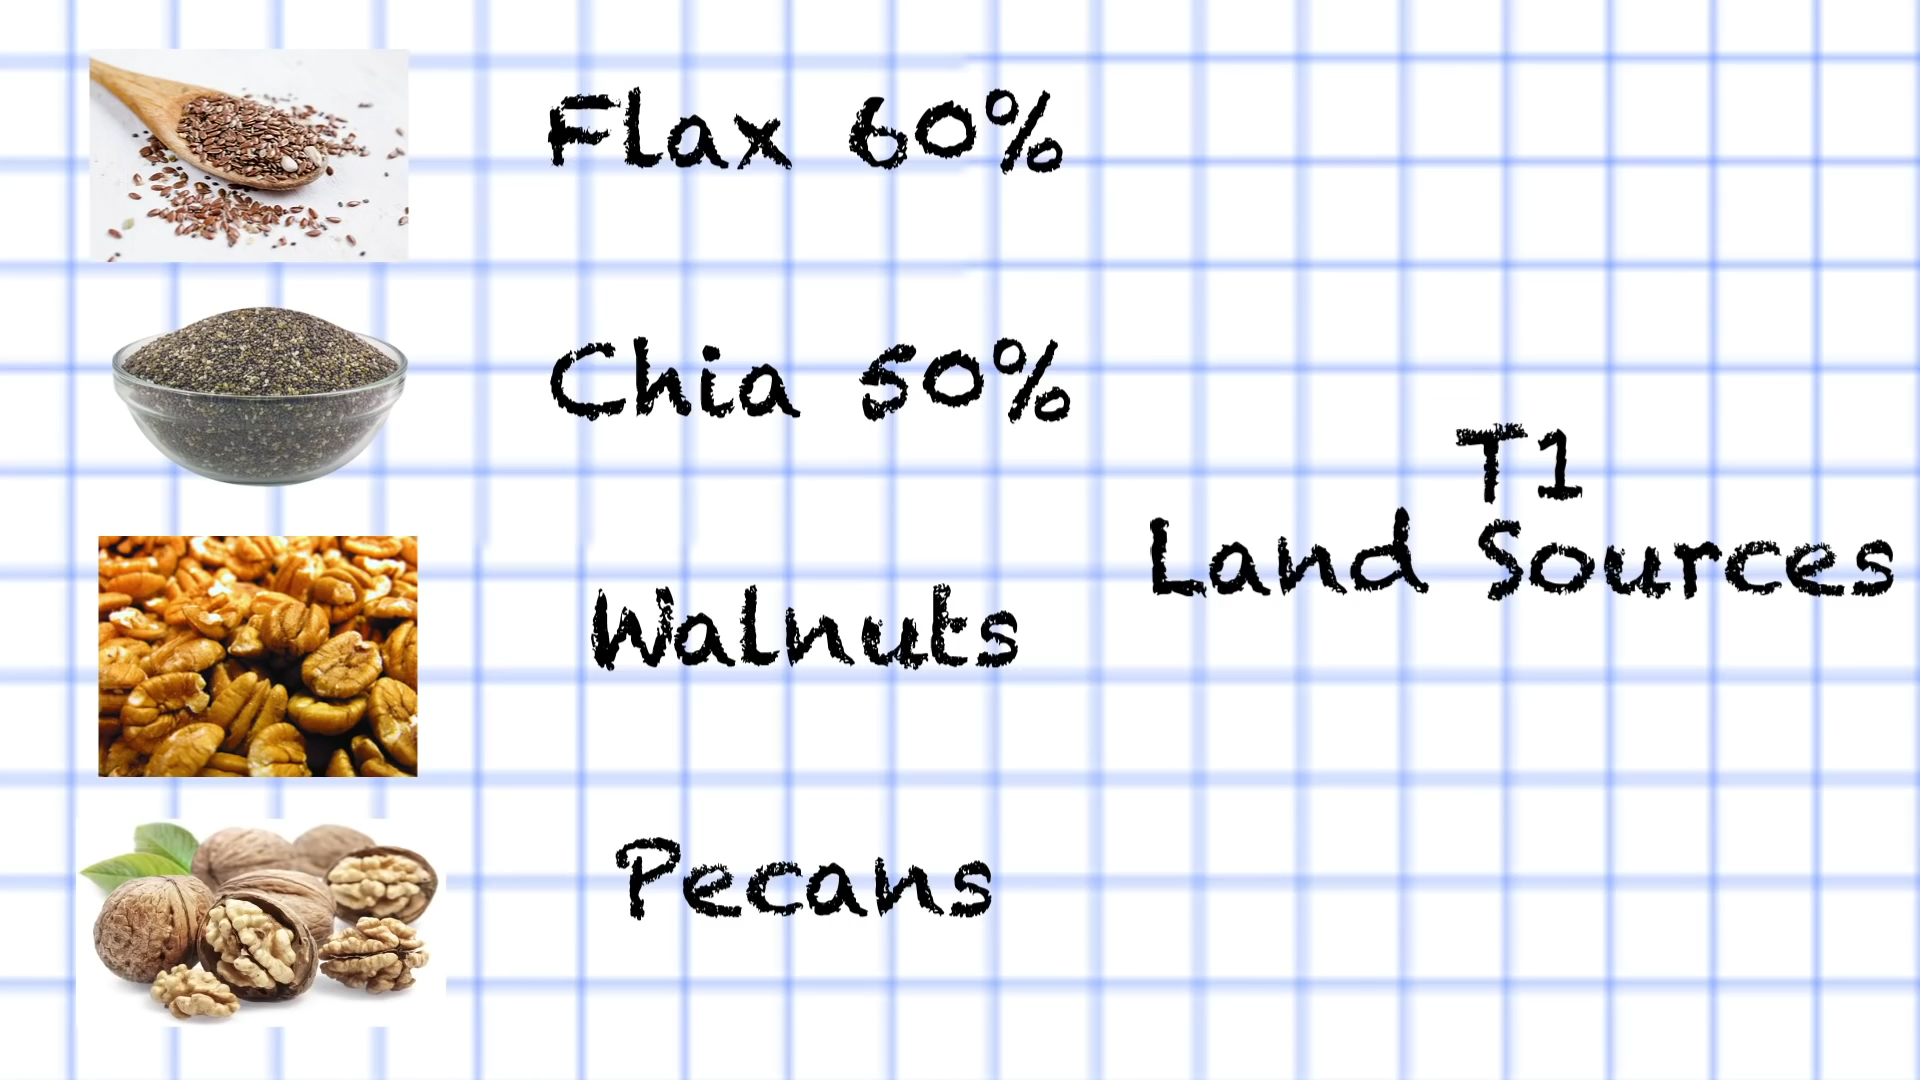 Flax 60%
Chia 50%
T1
Land Sources
Walnuts
Pecans